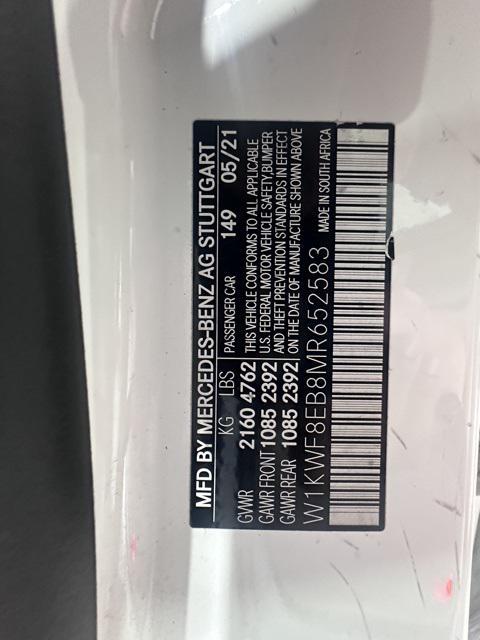 MFD BY MERCEDES-BENZ AG STUTTGART
KG LBS PASSENGER CAR 149 05/21
GVWR 2160 4762 THIS VEHICLE CONFORMS TO ALL APPLICABLE
GAWR FRONT 1085 2392 U.S. FEDERAL MOTOR VEHICLE SAFETY,BUMPER
GAWR REAR 1085 2392 AND THEFT PREVENTION STANDARDS IN EFFECT
ON THE DATE OF MANUFACTURE SHOWN ABOVE
W1KWF8EB8MR652583 MADE IN SOUTH AFRICA